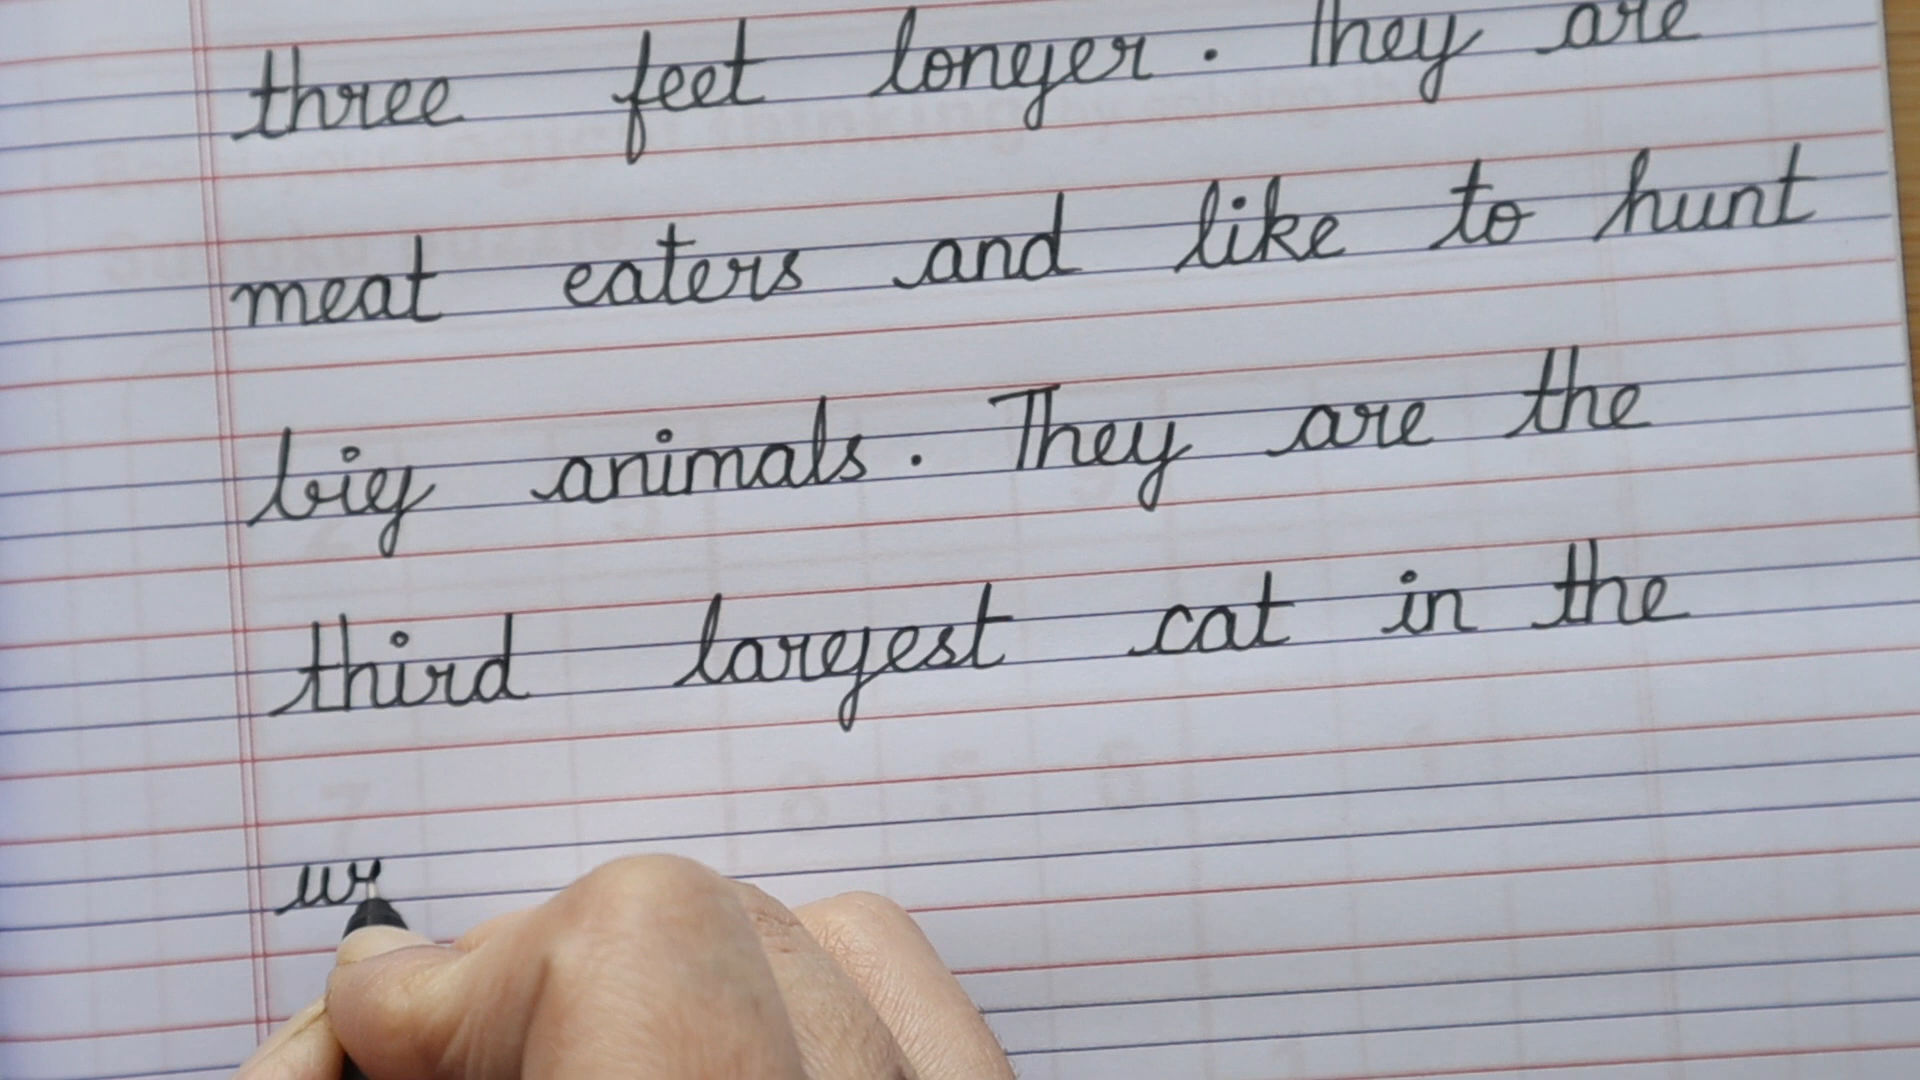 three feet longer. They are
meat eaters and like to hunt
big animals. They are the
third largest cat in the
w